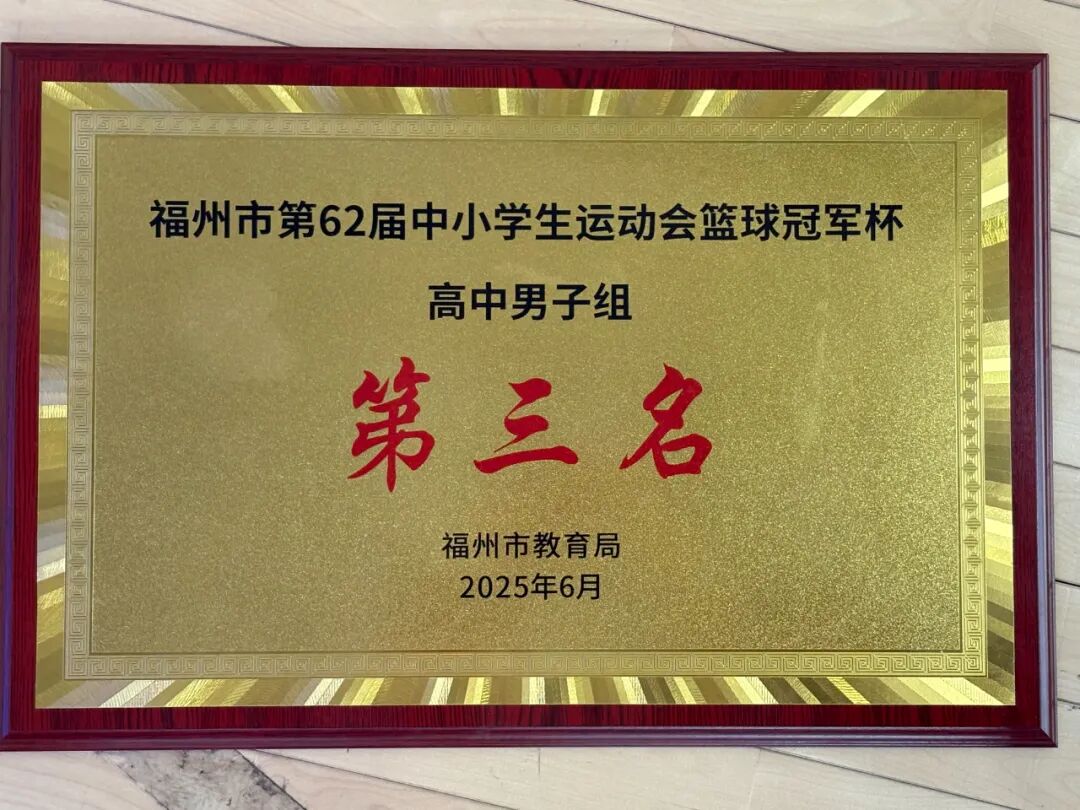 福州市第62届中小学生运动会篮球冠军杯
高中男子组
第三名
福州市教育局
2025年6月